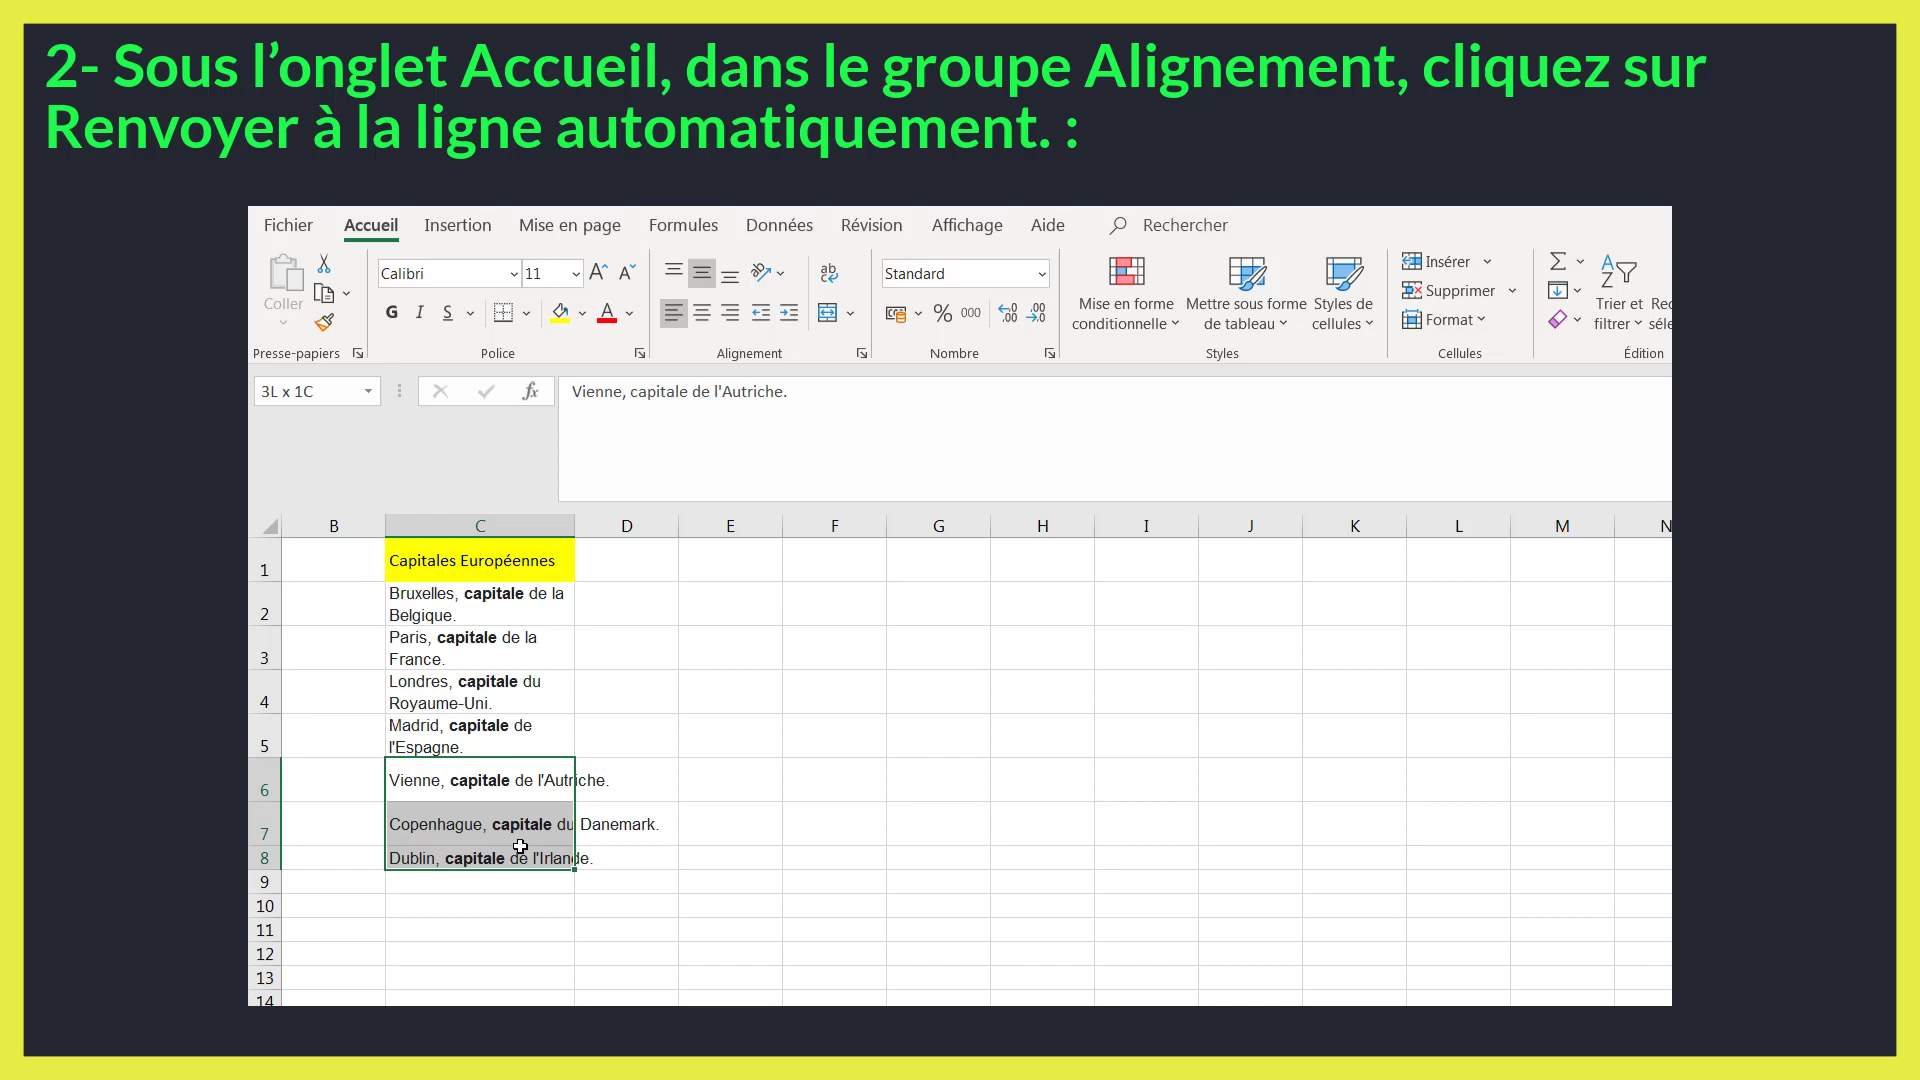 2- Sous l’onglet Accueil, dans le groupe Alignement, cliquez sur
Renvoyer à la ligne automatiquement. :
Fichier Accueil Insertion Mise en page Formules Données Révision Affichage Aide Rechercher
Coller
Presse-papiers
Calibri 11
G I S
Police
ab
Alignement
Standard
% 000
Nombre
Mise en forme
conditionnelle
Mettre sous forme
de tableau
Styles de
cellules
Styles
Insérer
Supprimer
Format
Cellules
Trier et
filtrer
Édition
3L x 1C fx Vienne, capitale de l'Autriche.
B C D E F G H I J K L M N
1 Capitales Européennes
2 Bruxelles, capitale de la
Belgique.
3 Paris, capitale de la
France.
4 Londres, capitale du
Royaume-Uni.
5 Madrid, capitale de
l'Espagne.
6 Vienne, capitale de l'Autriche.
7 Copenhague, capitale du Danemark.
8 Dublin, capitale de l'Irlande.
9
10
11
12
13
14